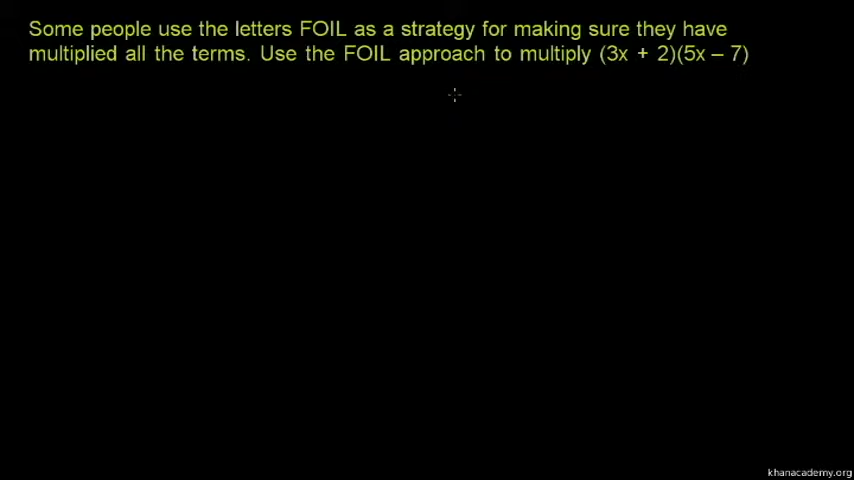 Some people use the letters FOIL as a strategy for making sure they have
multiplied all the terms. Use the FOIL approach to multiply (3x + 2)(5x – 7)
khanacademy.org